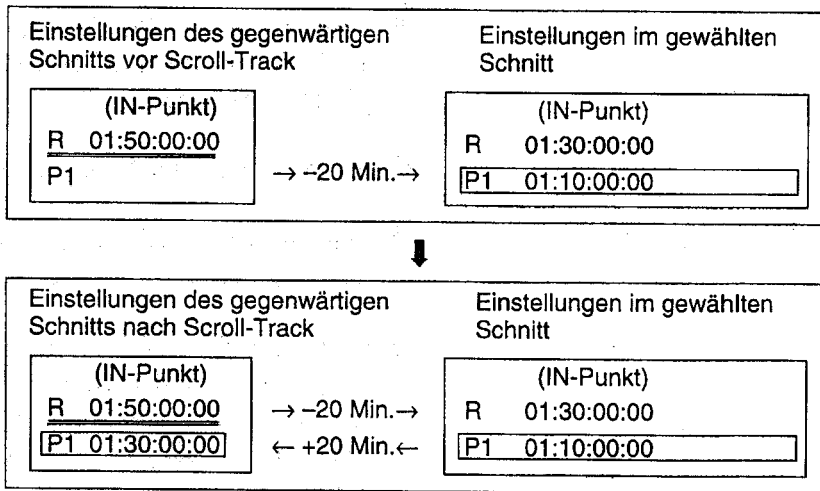 Einstellungen des gegenwärtigen
Schnitts vor Scroll-Track
Einstellungen im gewählten
Schnitt
(IN-Punkt)
R 01:50:00:00
P1
→ –20 Min.→
(IN-Punkt)
R 01:30:00:00
P1 01:10:00:00
⬇
Einstellungen des gegenwärtigen
Schnitts nach Scroll-Track
Einstellungen im gewählten
Schnitt
(IN-Punkt)
R 01:50:00:00
P1 01:30:00:00
→ –20 Min.→
← +20 Min.←
(IN-Punkt)
R 01:30:00:00
P1 01:10:00:00